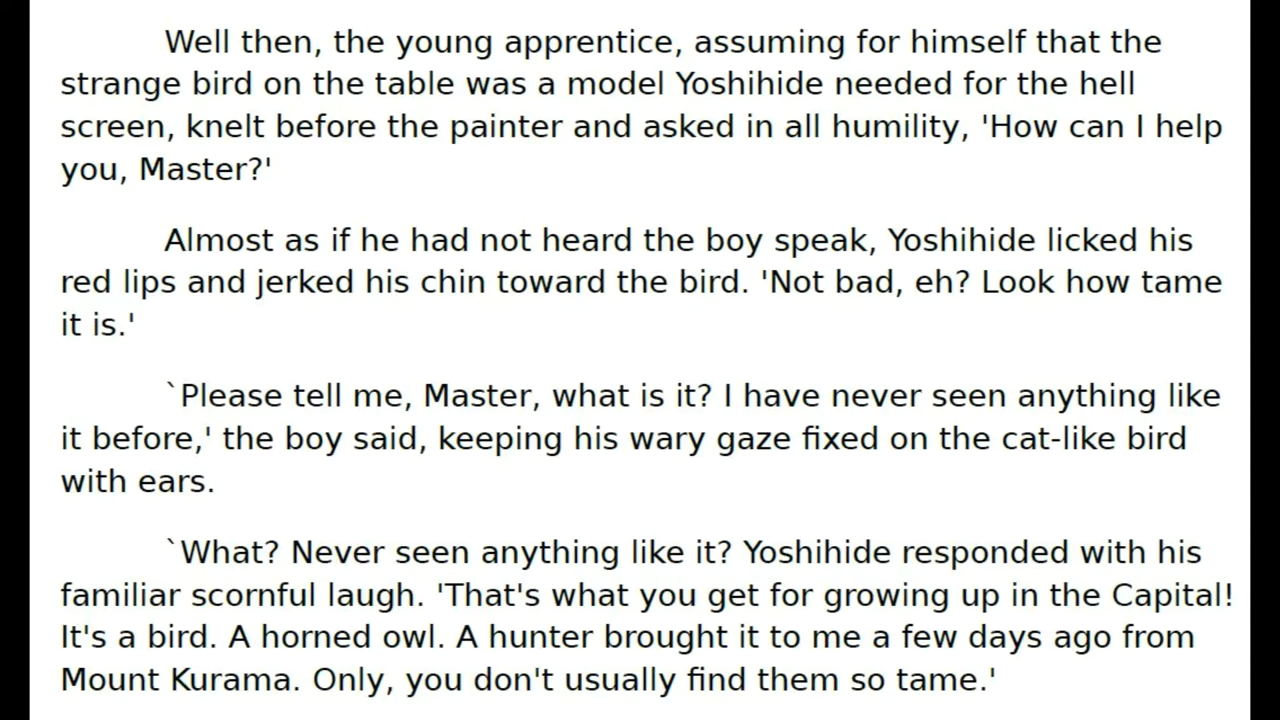 Well then, the young apprentice, assuming for himself that the
strange bird on the table was a model Yoshihide needed for the hell
screen, knelt before the painter and asked in all humility, 'How can I help
you, Master?'
Almost as if he had not heard the boy speak, Yoshihide licked his
red lips and jerked his chin toward the bird. 'Not bad, eh? Look how tame
it is.'
`Please tell me, Master, what is it? I have never seen anything like
it before,' the boy said, keeping his wary gaze fixed on the cat-like bird
with ears.
`What? Never seen anything like it? Yoshihide responded with his
familiar scornful laugh. 'That's what you get for growing up in the Capital!
It's a bird. A horned owl. A hunter brought it to me a few days ago from
Mount Kurama. Only, you don't usually find them so tame.'